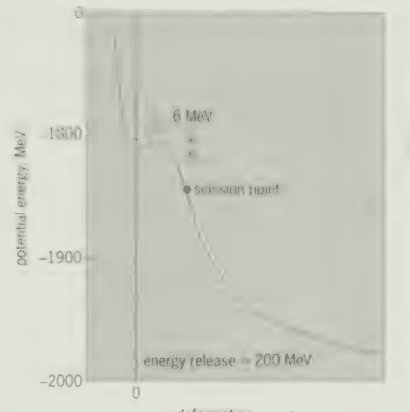 0
-1800
6 MeV
scission point
potential energy, MeV
-1900
energy release = 200 MeV
-2000
0